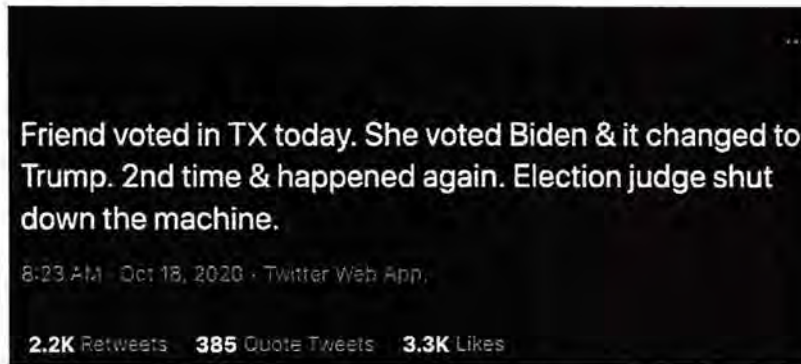 Friend voted in TX today. She voted Biden & it changed to
Trump. 2nd time & happened again. Election judge shut
down the machine.
8:23 AM · Oct 18, 2020 · Twitter Web App
2.2K Retweets 385 Quote Tweets 3.3K Likes